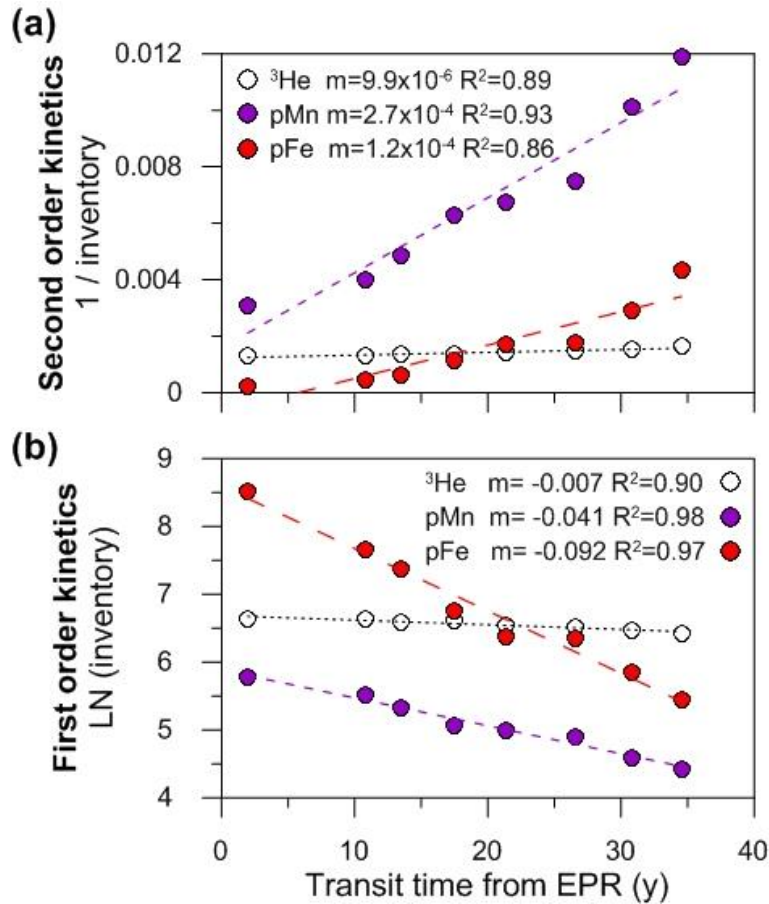 (a)
Second order kinetics
1 / inventory
0.012
0.008
0.004
0
³He m=9.9x10⁻⁶ R²=0.89
pMn m=2.7x10⁻⁴ R²=0.93
pFe m=1.2x10⁻⁴ R²=0.86
(b)
First order kinetics
LN (inventory)
9
8
7
6
5
4
³He m= -0.007 R²=0.90
pMn m= -0.041 R²=0.98
pFe m= -0.092 R²=0.97
0 10 20 30 40
Transit time from EPR (y)